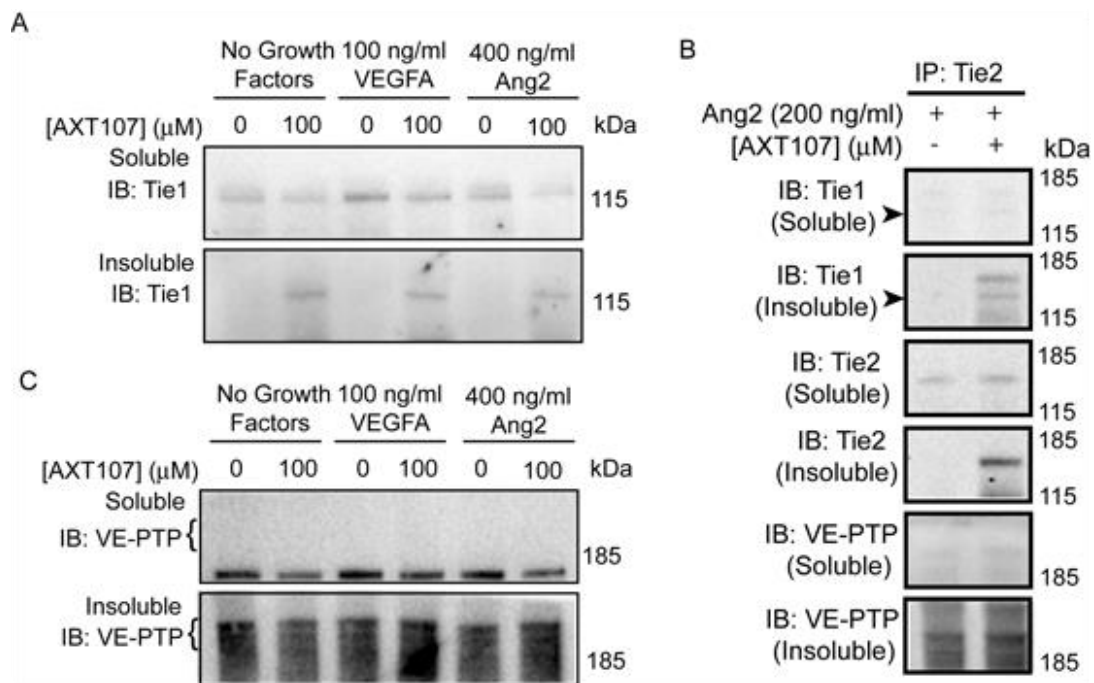 A
No Growth 100 ng/ml 400 ng/ml
Factors VEGFA Ang2
[AXT107] (μM) 0 100 0 100 0 100 kDa
Soluble
IB: Tie1
115
Insoluble
IB: Tie1
115
C
No Growth 100 ng/ml 400 ng/ml
Factors VEGFA Ang2
[AXT107] (μM) 0 100 0 100 0 100 kDa
Soluble
IB: VE-PTP {
185
Insoluble
IB: VE-PTP {
185
B
IP: Tie2
Ang2 (200 ng/ml) + +
[AXT107] (μM) - + kDa
185
IB: Tie1
(Soluble)
115
185
IB: Tie1
(Insoluble)
115
185
IB: Tie2
(Soluble)
115
185
IB: Tie2
(Insoluble)
115
IB: VE-PTP
(Soluble)
185
IB: VE-PTP
(Insoluble)
185